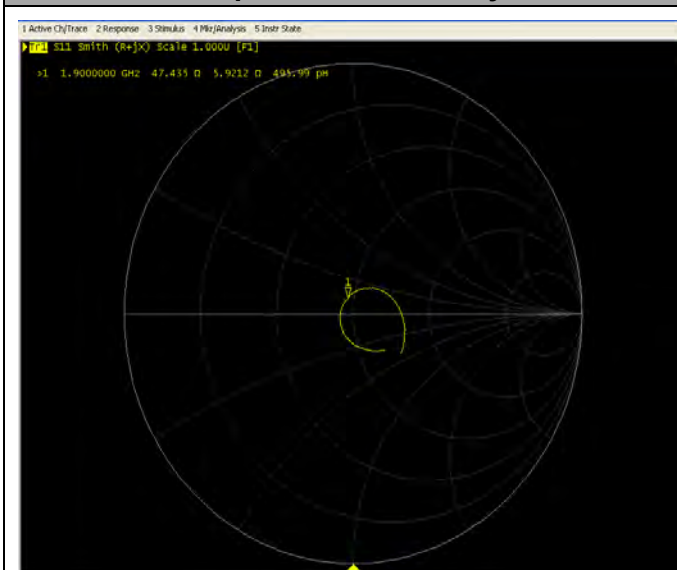 1 Active Ch/Trace 2 Response 3 Stimulus 4 Mkr/Analysis 5 Instr State
Tr1 S11 Smith (R+jX) Scale 1.000U [F1]
>1 1.9000000 GHz 47.435 Ω 5.9212 Ω 495.99 pH
1